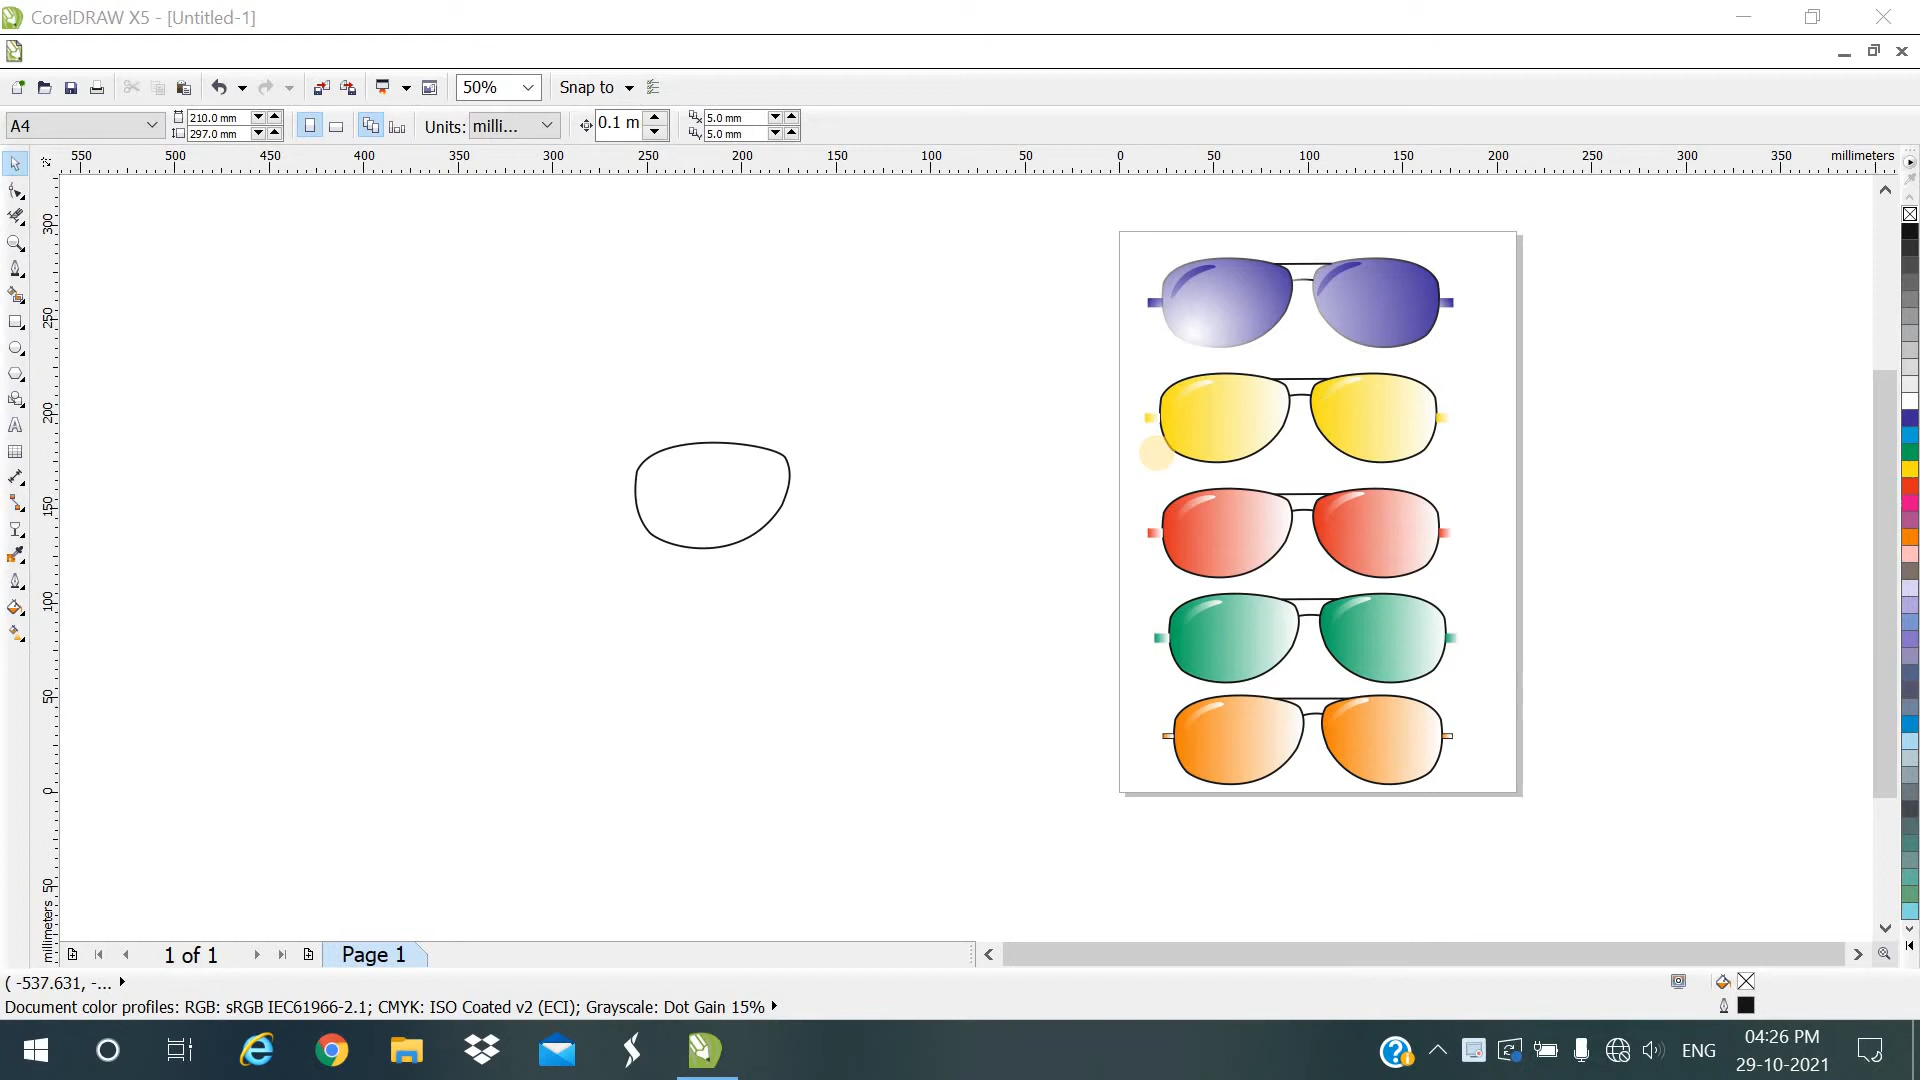 CorelDRAW X5 - [Untitled-1]
50%
Snap to
A4
210.0 mm
297.0 mm
Units: milli...
0.1 m
5.0 mm
5.0 mm
550 500 450 400 350 300 250 200 150 100 50 0 50 100 150 200 250 300 350 millimeters
300
250
200
150
100
50
0
50
millimeters
1 of 1
Page 1
( -537.631, -...
Document color profiles: RGB: sRGB IEC61966-2.1; CMYK: ISO Coated v2 (ECI); Grayscale: Dot Gain 15%
ENG
04:26 PM
29-10-2021